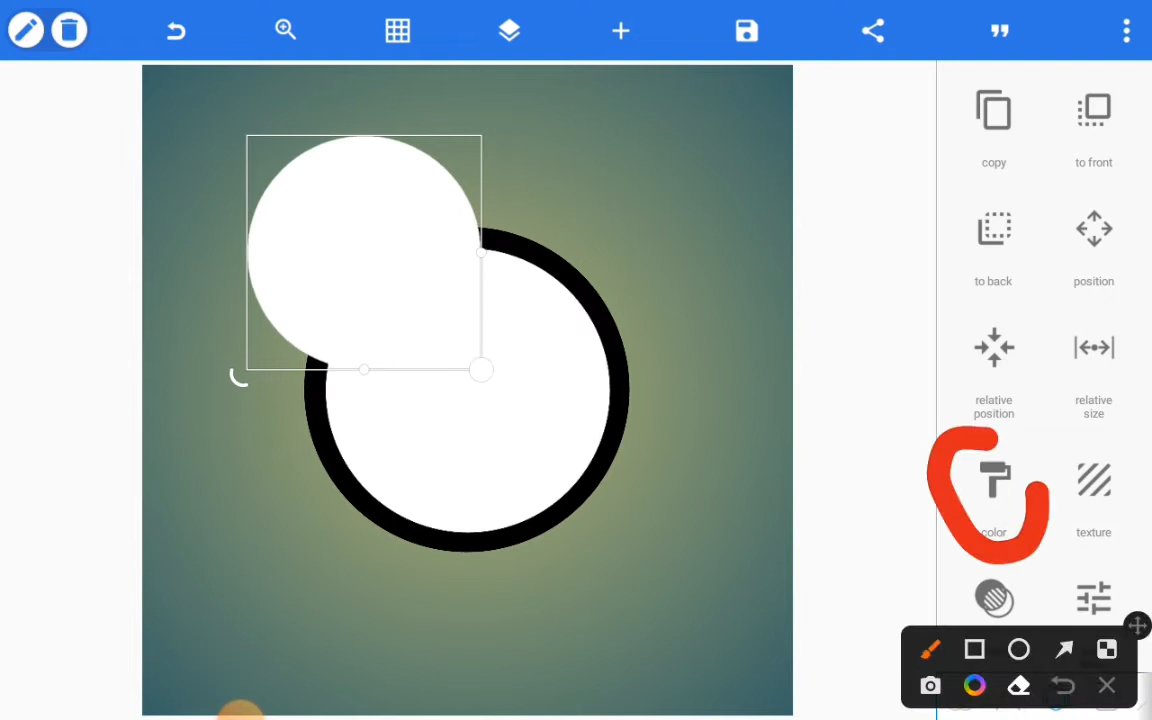 copy
to front
to back
position
relative
position
relative
size
color
texture